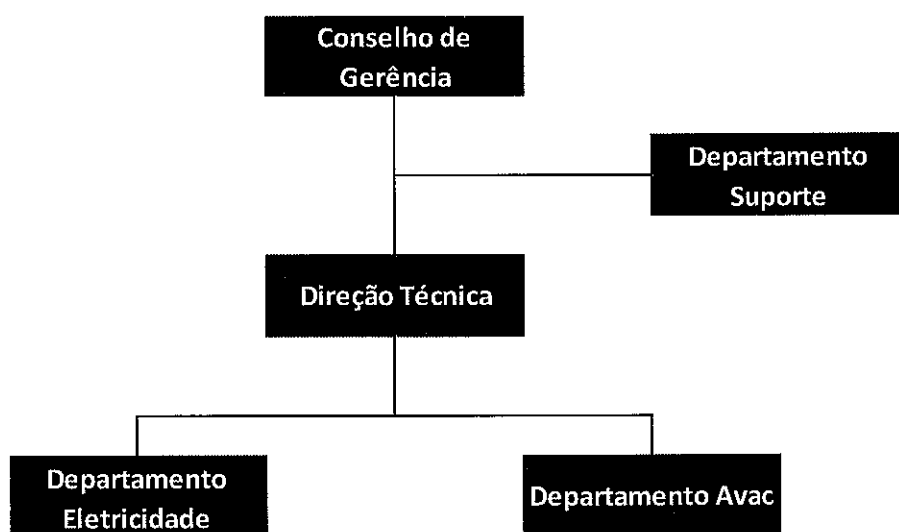 Conselho de
Gerência
Departamento
Suporte
Direção Técnica
Departamento
Eletricidade
Departamento Avac